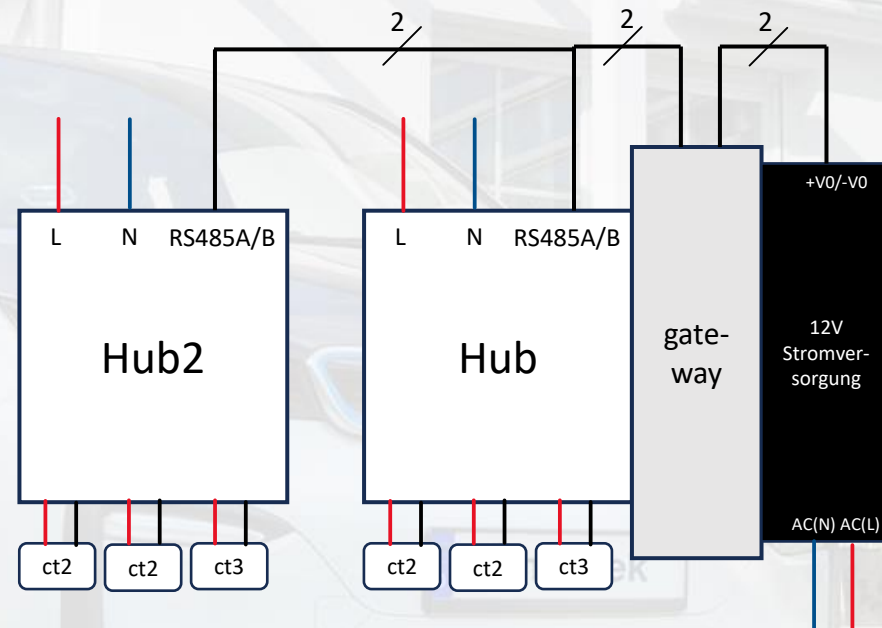 2
2
2
+V0/-V0
L
N
RS485A/B
L
N
RS485A/B
Hub2
Hub
gate-
way
12V
Stromver-
sorgung
AC(N) AC(L)
ct2
ct2
ct3
ct2
ct2
ct3